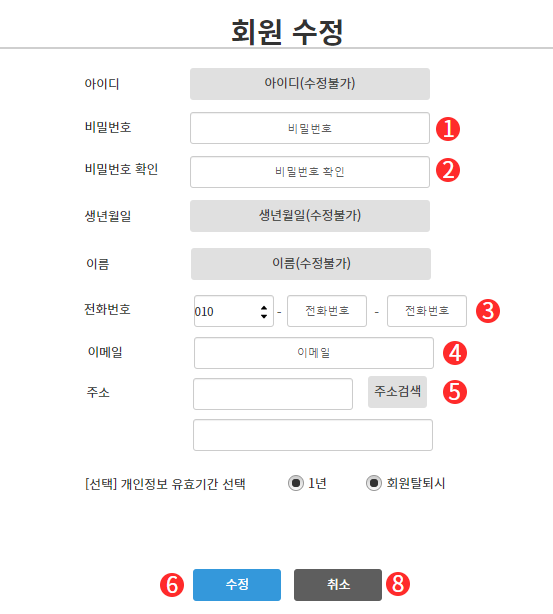 회원 수정
아이디 아이디(수정불가)
비밀번호 비밀번호 1
비밀번호 확인 비밀번호 확인 2
생년월일 생년월일(수정불가)
이름 이름(수정불가)
전화번호 010 - 전화번호 - 전화번호 3
이메일 이메일 4
주소 주소검색 5
[선택] 개인정보 유효기간 선택 1년 회원탈퇴시
6 수정 취소 8